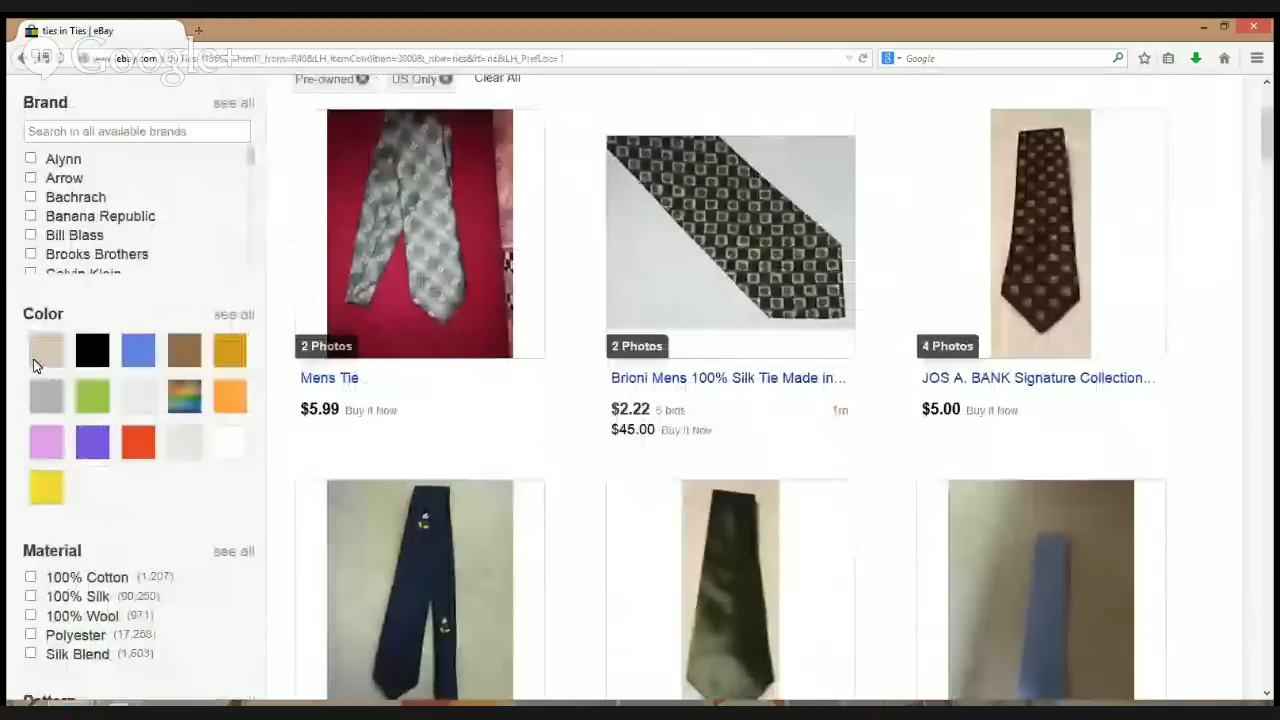 ties in Ties | eBay
Google+
Google
Pre-owned
US Only
Clear All
Brand
see all
Search in all available brands
Alynn
Arrow
Bachrach
Banana Republic
Bill Blass
Brooks Brothers
Calvin Klein
Color
see all
Material
see all
100% Cotton (1,207)
100% Silk (90,250)
100% Wool (971)
Polyester (17,258)
Silk Blend (1,603)
2 Photos
Mens Tie
$5.99 Buy It Now
2 Photos
Brioni Mens 100% Silk Tie Made in...
$2.22 5 bids 1m
$45.00 Buy It Now
4 Photos
JOS A. BANK Signature Collection...
$5.00 Buy It Now